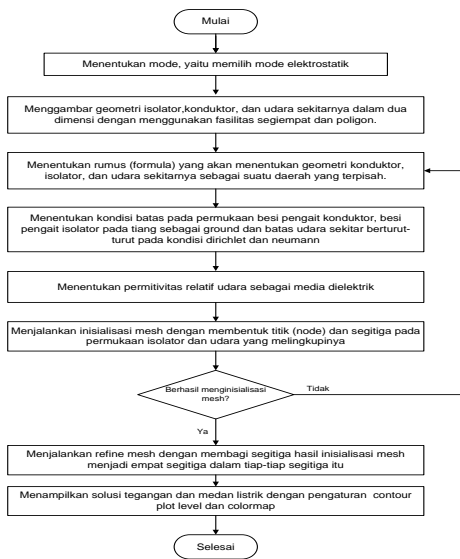 Mulai
Menentukan mode, yaitu memilih mode elektrostatik
Menggambar geometri isolator,konduktor, dan udara sekitarnya dalam dua
dimensi dengan menggunakan fasilitas segiempat dan poligon.
Menentukan rumus (formula) yang akan menentukan geometri konduktor,
isolator, dan udara sekitarnya sebagai suatu daerah yang terpisah.
Menentukan kondisi batas pada permukaan besi pengait konduktor, besi
pengait isolator pada tiang sebagai ground dan batas udara sekitar berturut-
turut pada kondisi dirichlet dan neumann
Menentukan permitivitas relatif udara sebagai media dielektrik
Menjalankan inisialisasi mesh dengan membentuk titik (node) dan segitiga pada
permukaan isolator dan udara yang melingkupinya
Berhasil menginisialisasi
mesh?
Tidak
Ya
Menjalankan refine mesh dengan membagi segitiga hasil inisialisasi mesh
menjadi empat segitiga dalam tiap-tiap segitiga itu
Menampilkan solusi tegangan dan medan listrik dengan pengaturan contour
plot level dan colormap
Selesai